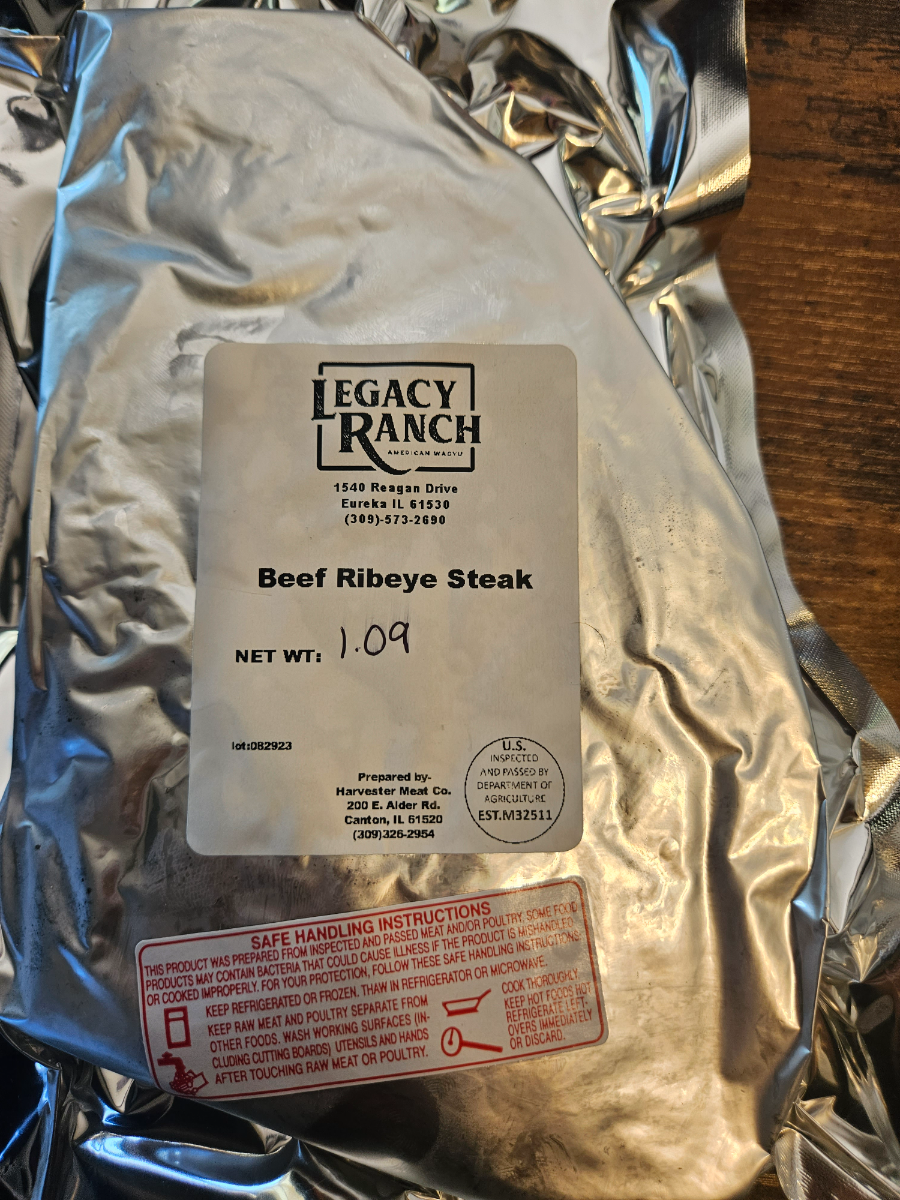 LEGACY
RANCH
AMERICAN WAGYU
1540 Reagan Drive
Eureka IL 61530
(309)-573-2690
Beef Ribeye Steak
NET WT: 1.09
lot:082923
Prepared by-
Harvester Meat Co.
200 E. Alder Rd.
Canton, IL 61520
(309)326-2954
U.S.
INSPECTED
AND PASSED BY
DEPARTMENT OF
AGRICULTURE
EST.M32511
SAFE HANDLING INSTRUCTIONS
THIS PRODUCT WAS PREPARED FROM INSPECTED AND PASSED MEAT AND/OR POULTRY. SOME FOOD
PRODUCTS MAY CONTAIN BACTERIA THAT COULD CAUSE ILLNESS IF THE PRODUCT IS MISHANDLED
OR COOKED IMPROPERLY. FOR YOUR PROTECTION, FOLLOW THESE SAFE HANDLING INSTRUCTIONS.
KEEP REFRIGERATED OR FROZEN. THAW IN REFRIGERATOR OR MICROWAVE.
KEEP RAW MEAT AND POULTRY SEPARATE FROM
OTHER FOODS. WASH WORKING SURFACES (IN-
CLUDING CUTTING BOARDS) UTENSILS AND HANDS
AFTER TOUCHING RAW MEAT OR POULTRY.
COOK THOROUGHLY.
KEEP HOT FOODS HOT
REFRIGERATE LEFT-
OVERS IMMEDIATELY
OR DISCARD.